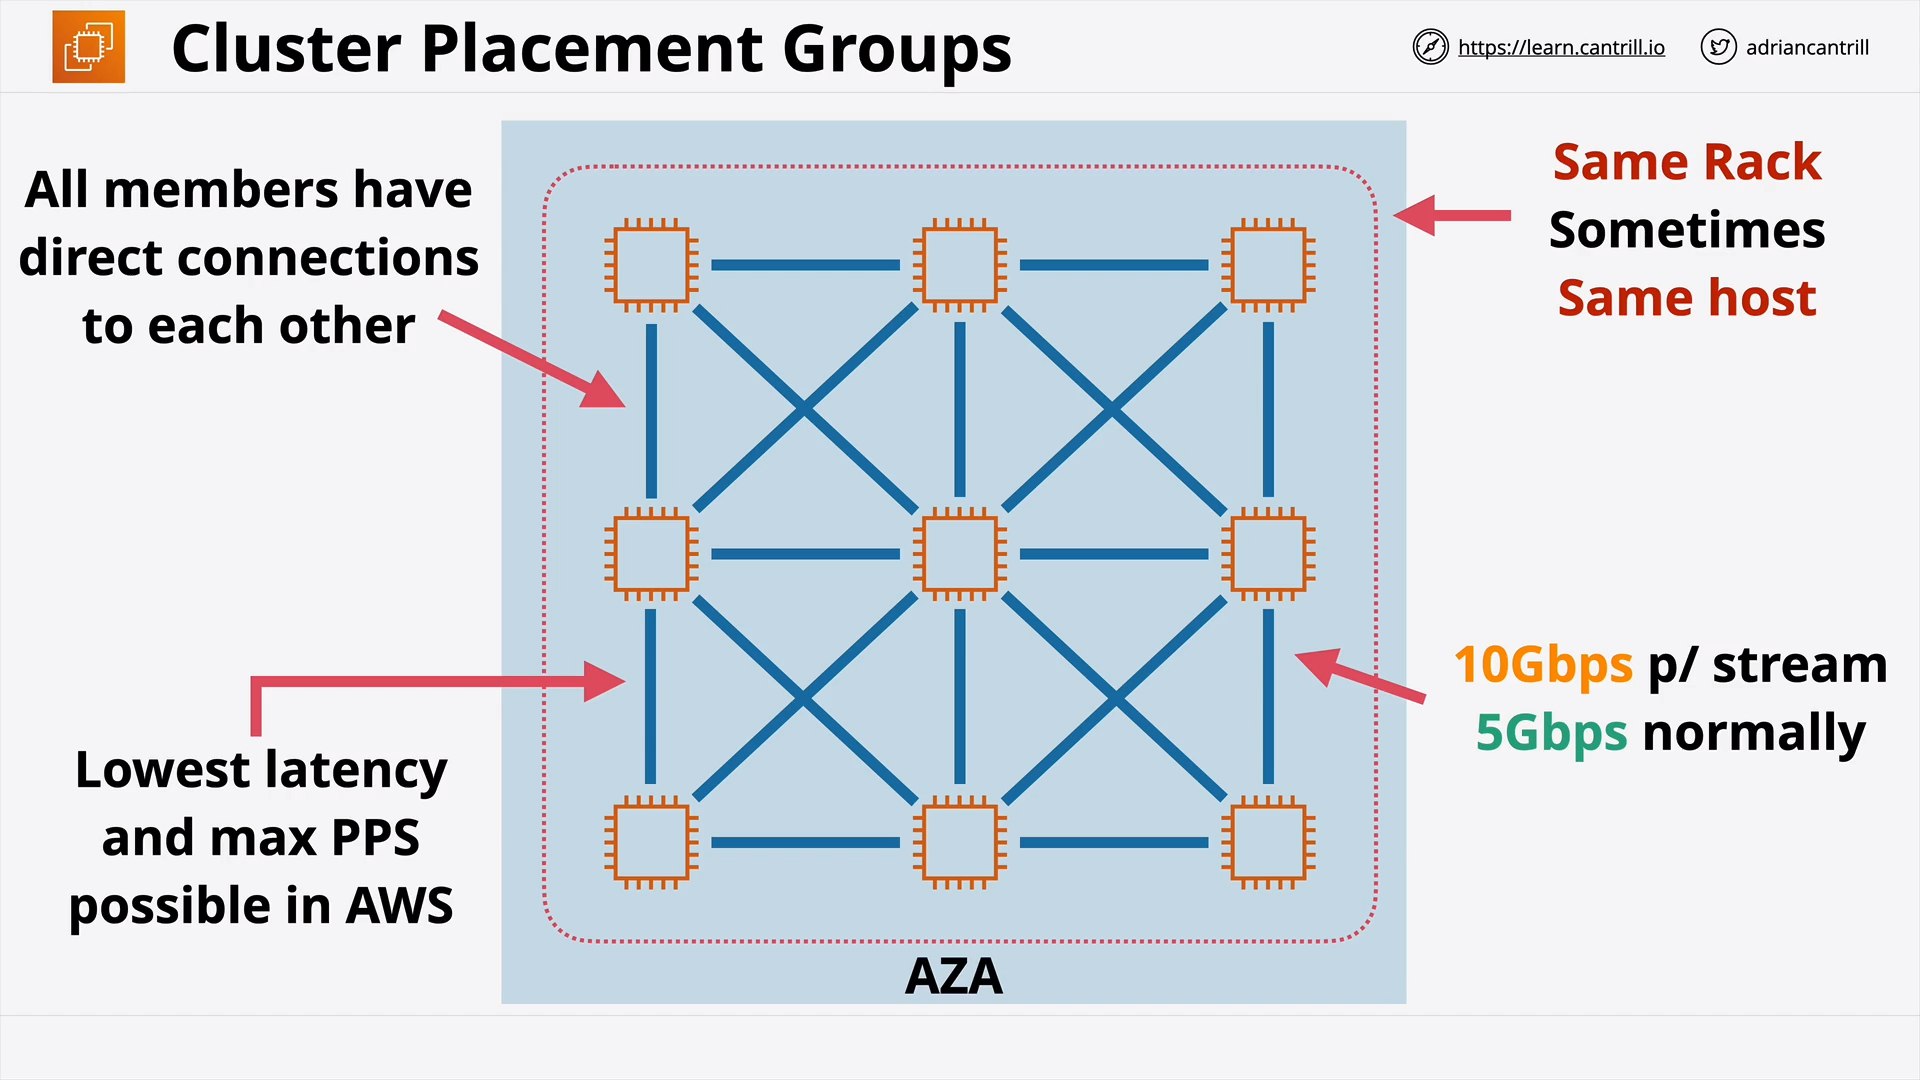 Cluster Placement Groups
https://learn.cantrill.io
adriancantrill
All members have
direct connections
to each other
Same Rack
Sometimes
Same host
10Gbps p/ stream
5Gbps normally
Lowest latency
and max PPS
possible in AWS
AZA